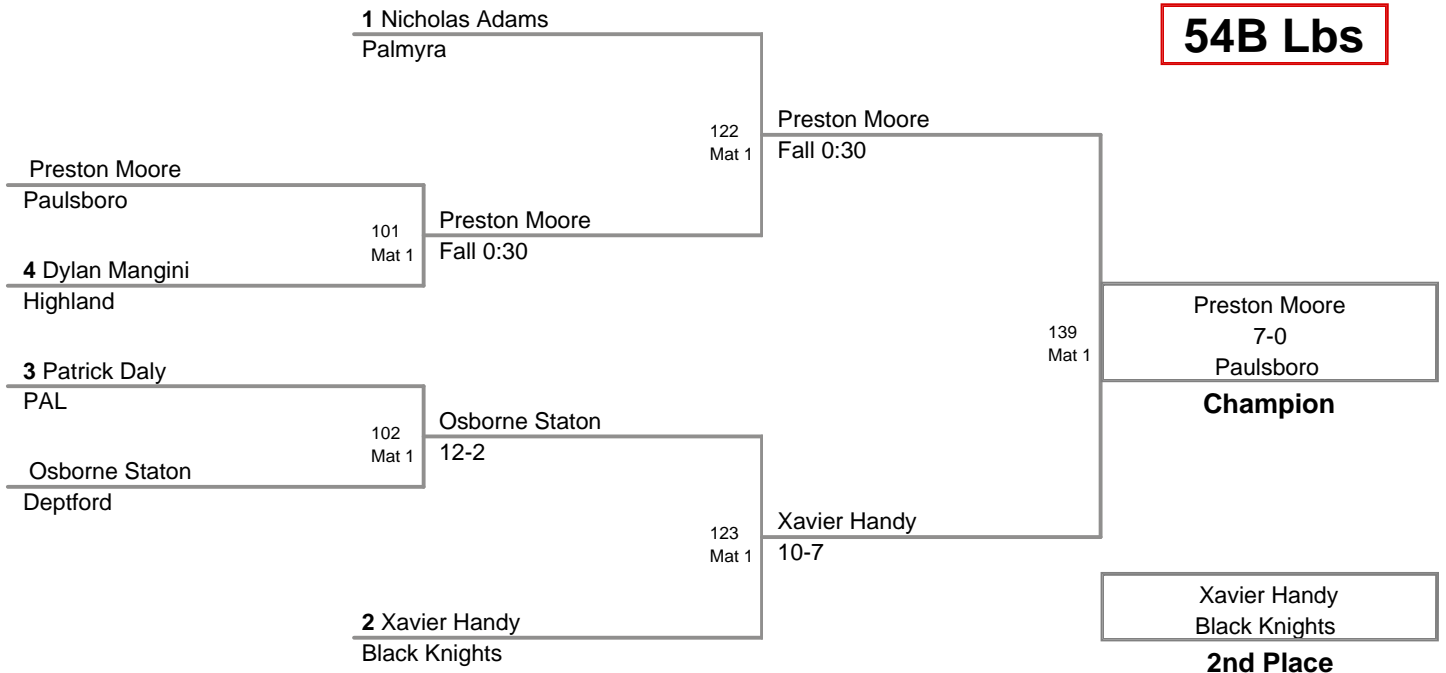 54B Lbs
1 Nicholas Adams
Palmyra
122
Mat 1
Preston Moore
Fall 0:30
Preston Moore
Paulsboro
101
Mat 1
Preston Moore
Fall 0:30
4 Dylan Mangini
Highland
139
Mat 1
Preston Moore
7-0
Paulsboro
Champion
3 Patrick Daly
PAL
102
Mat 1
Osborne Staton
12-2
Osborne Staton
Deptford
123
Mat 1
Xavier Handy
10-7
2 Xavier Handy
Black Knights
Xavier Handy
Black Knights
2nd Place